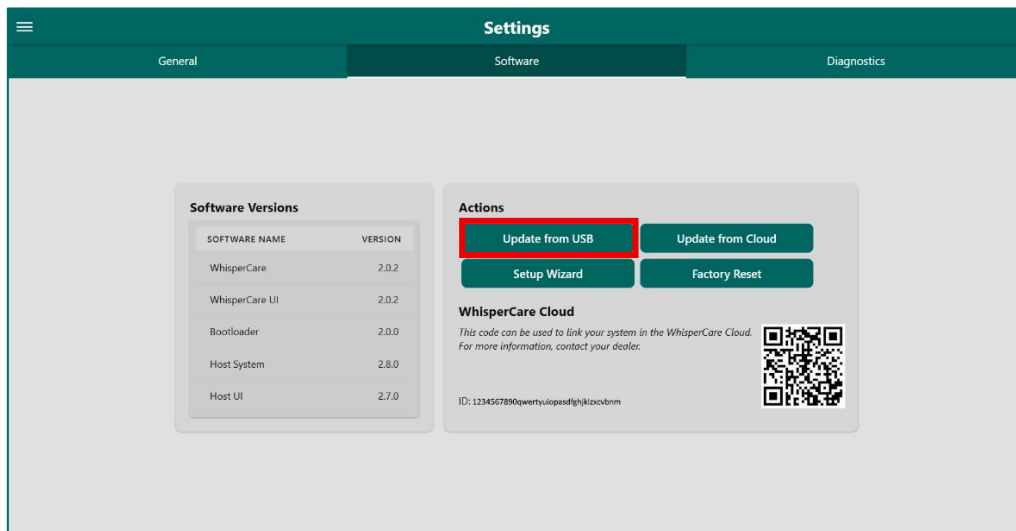 Settings
General
Software
Diagnostics
Software Versions
SOFTWARE NAME VERSION
WhisperCare 2.0.2
WhisperCare UI 2.0.2
Bootloader 2.0.0
Host System 2.8.0
Host UI 2.7.0
Actions
Update from USB
Update from Cloud
Setup Wizard
Factory Reset
WhisperCare Cloud
This code can be used to link your system in the WhisperCare Cloud.
For more information, contact your dealer.
ID: 1234567890qwertyuiopasdfghjklzxcvbnm